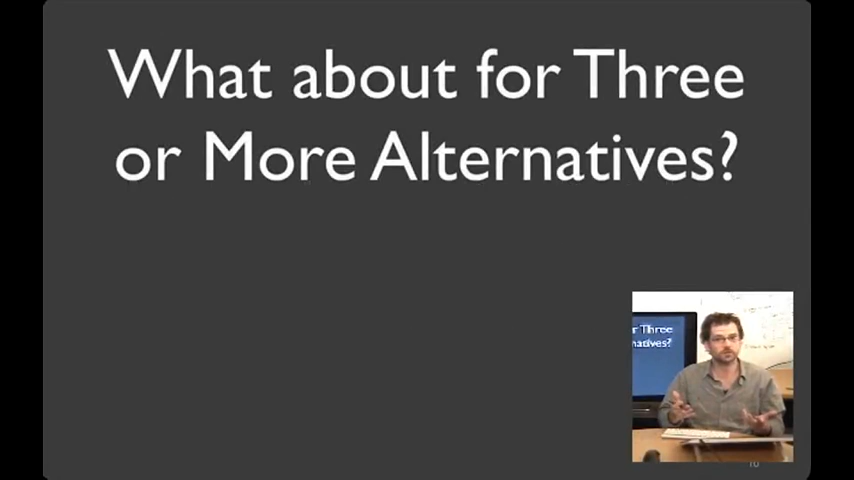 What about for Three
or More Alternatives?
r Three
natives?